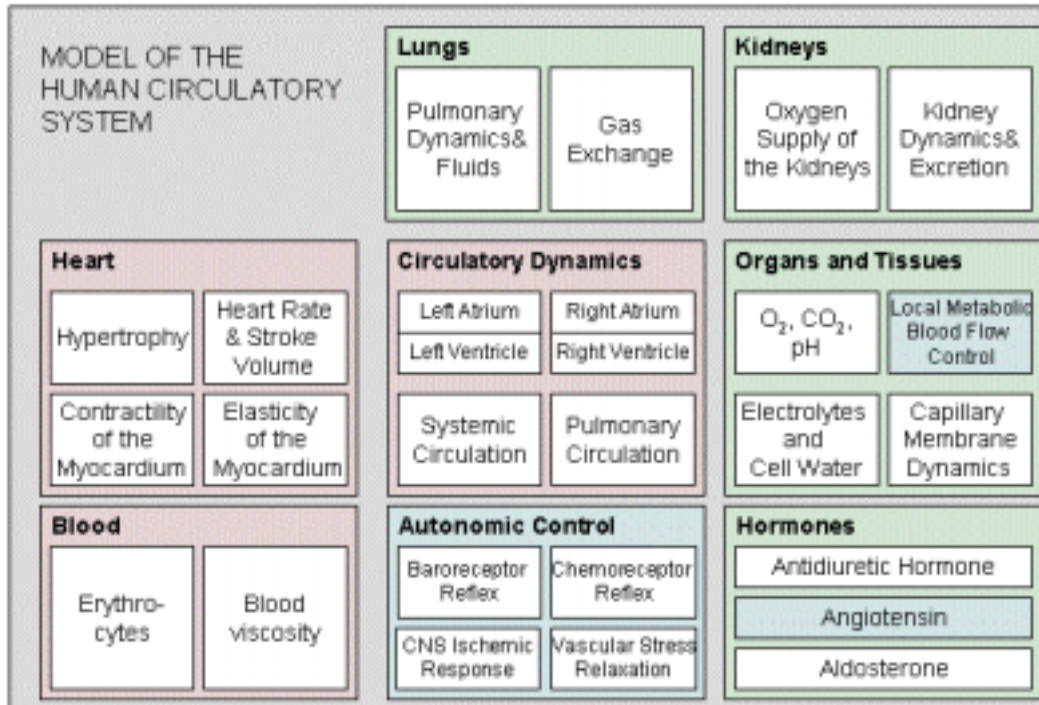 MODEL OF THE
HUMAN CIRCULATORY
SYSTEM
Lungs
Pulmonary
Dynamics&
Fluids
Gas
Exchange
Kidneys
Oxygen
Supply of
the Kidneys
Kidney
Dynamics&
Excretion
Heart
Hypertrophy
Heart Rate
& Stroke
Volume
Contractility
of the
Myocardium
Elasticity
of the
Myocardium
Circulatory Dynamics
Left Atrium
Left Ventricle
Right Atrium
Right Ventricle
Systemic
Circulation
Pulmonary
Circulation
Organs and Tissues
O₂, CO₂,
pH
Local Metabolic
Blood Flow
Control
Electrolytes
and
Cell Water
Capillary
Membrane
Dynamics
Blood
Erythro-
cytes
Blood
viscosity
Autonomic Control
Baroreceptor
Reflex
Chemoreceptor
Reflex
CNS Ischemic
Response
Vascular Stress
Relaxation
Hormones
Antidiuretic Hormone
Angiotensin
Aldosterone